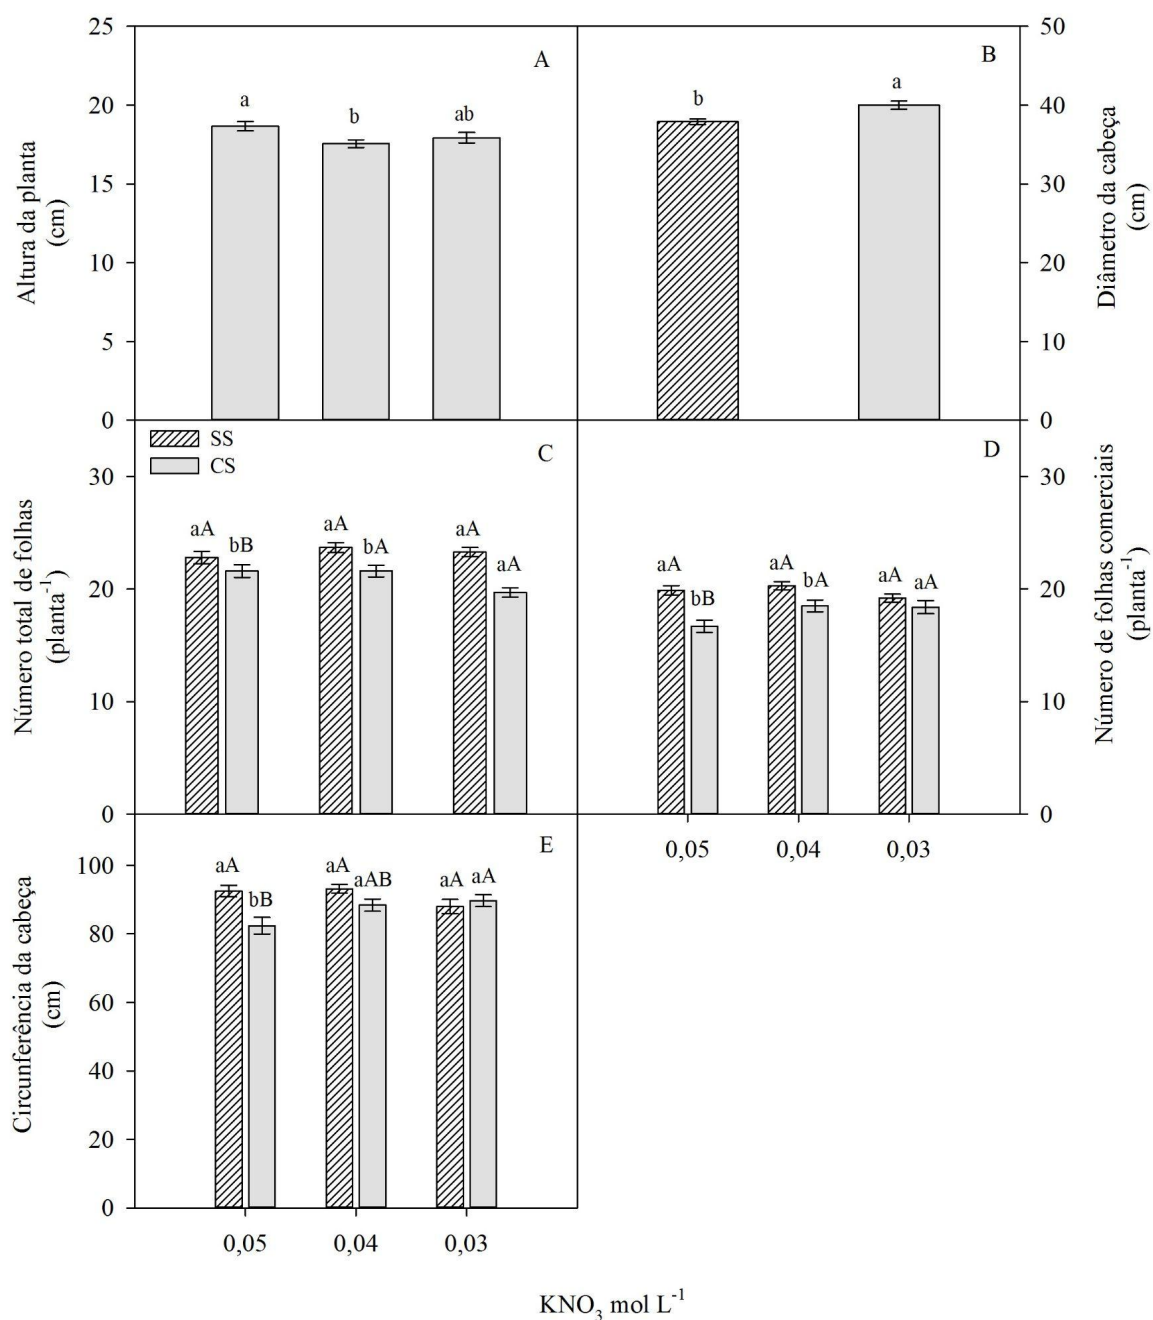 25
20
15
10
5
0
Altura da planta
(cm)
A
a
b
ab
B
b
a
50
40
30
20
10
0
Diâmetro da cabeça
(cm)
SS
CS
C
30
20
10
0
Número total de folhas
(planta-1)
aA
bB
aA
bA
aA
aA
D
aA
bB
aA
bA
aA
aA
30
20
10
0
Número de folhas comerciais
(planta-1)
0,05
0,04
0,03
E
100
80
60
40
20
0
Circunferência da cabeça
(cm)
aA
bB
aA
aAB
aA
aA
0,05
0,04
0,03
KNO3 mol L-1